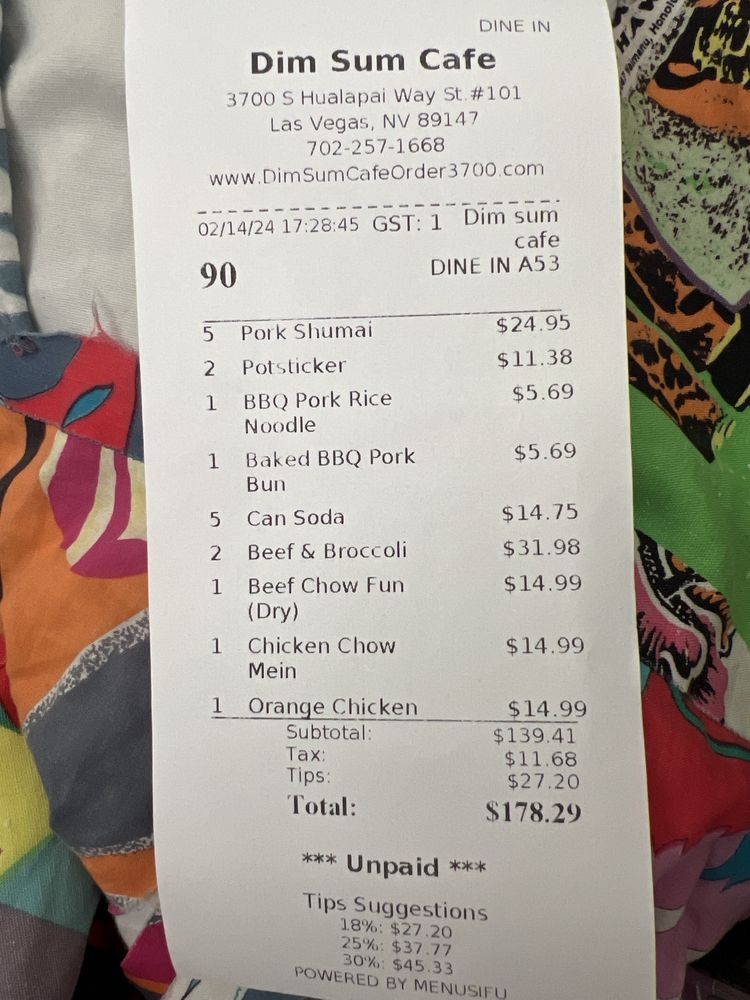 DINE IN
Dim Sum Cafe
3700 S Hualapai Way St.#101
Las Vegas, NV 89147
702-257-1668
www.DimSumCafeOrder3700.com
02/14/24 17:28:45 GST: 1 Dim sum
cafe
90 DINE IN A53
5 Pork Shumai $24.95
2 Potsticker $11.38
1 BBQ Pork Rice $5.69
Noodle
1 Baked BBQ Pork $5.69
Bun
5 Can Soda $14.75
2 Beef & Broccoli $31.98
1 Beef Chow Fun $14.99
(Dry)
1 Chicken Chow $14.99
Mein
1 Orange Chicken $14.99
Subtotal: $139.41
Tax: $11.68
Tips: $27.20
Total: $178.29
*** Unpaid ***
Tips Suggestions
18%: $27.20
25%: $37.77
30%: $45.33
POWERED BY MENUSIFU